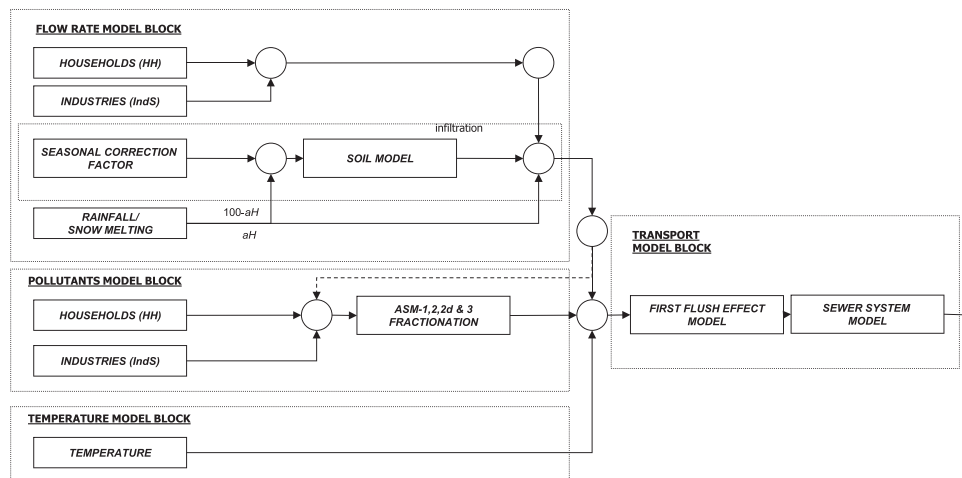 FLOW RATE MODEL BLOCK
HOUSEHOLDS (HH)
INDUSTRIES (IndS)
infiltration
SEASONAL CORRECTION
FACTOR
SOIL MODEL
RAINFALL/
SNOW MELTING
100-aH
aH
TRANSPORT
MODEL BLOCK
POLLUTANTS MODEL BLOCK
HOUSEHOLDS (HH)
ASM-1,2,2d & 3
FRACTIONATION
FIRST FLUSH EFFECT
MODEL
SEWER SYSTEM
MODEL
INDUSTRIES (IndS)
TEMPERATURE MODEL BLOCK
TEMPERATURE